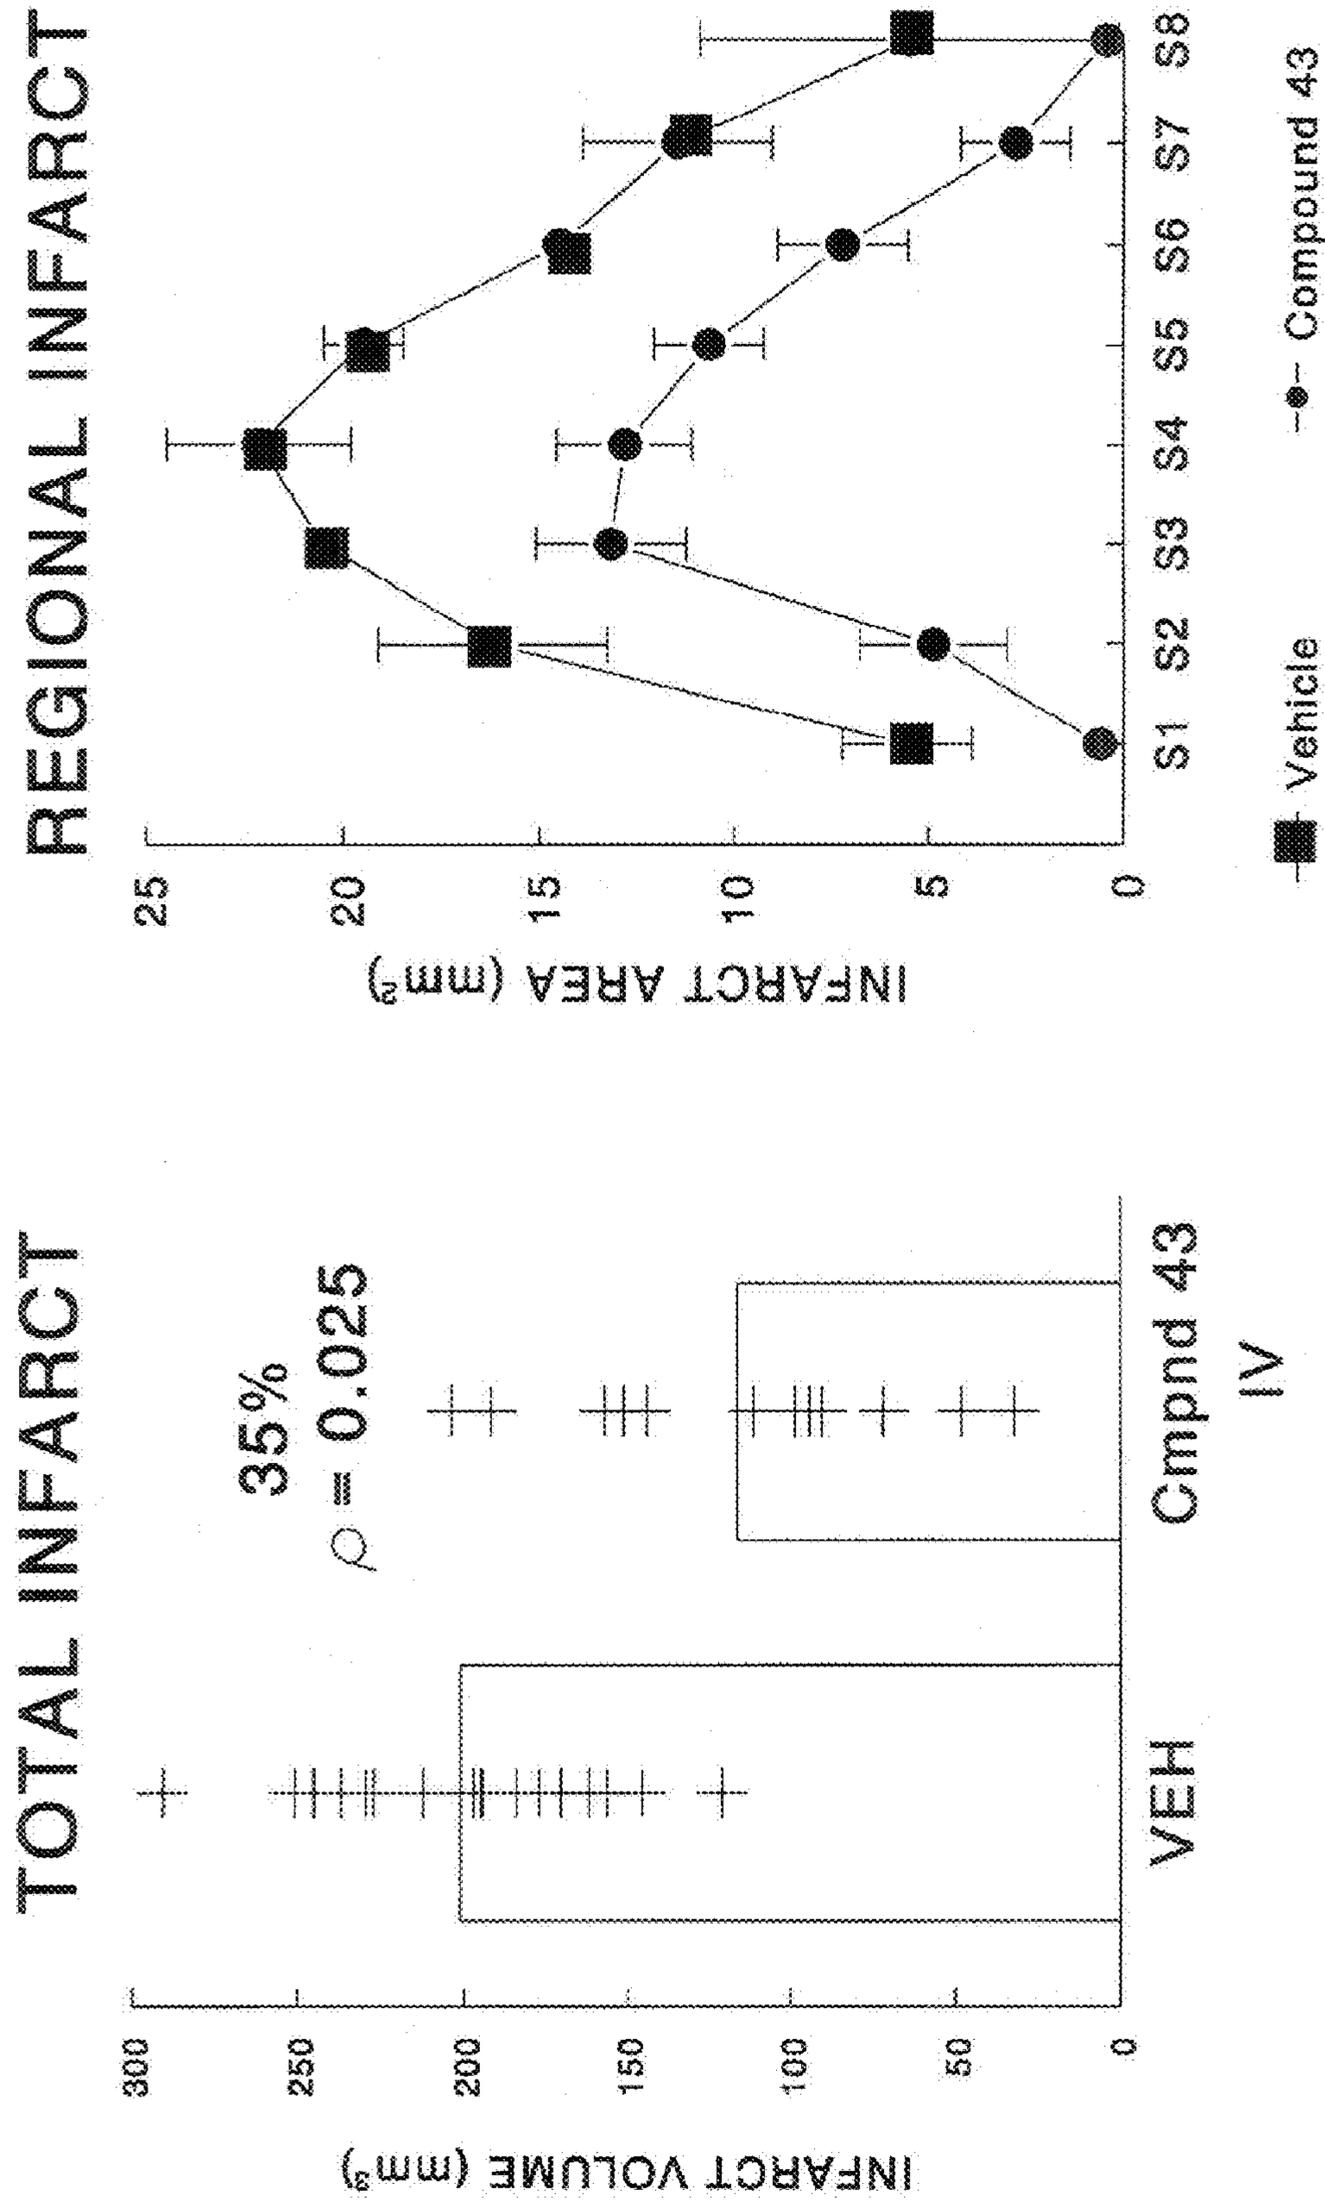 TOTAL INFARCT
35%
ρ = 0.025
INFARCT VOLUME (mm³)
300
250
200
150
100
50
0
VEH
Cmpnd 43
IV
REGIONAL INFARCT
INFARCT AREA (mm²)
25
20
15
10
5
0
S1 S2 S3 S4 S5 S6 S7 S8
Vehicle
Compound 43